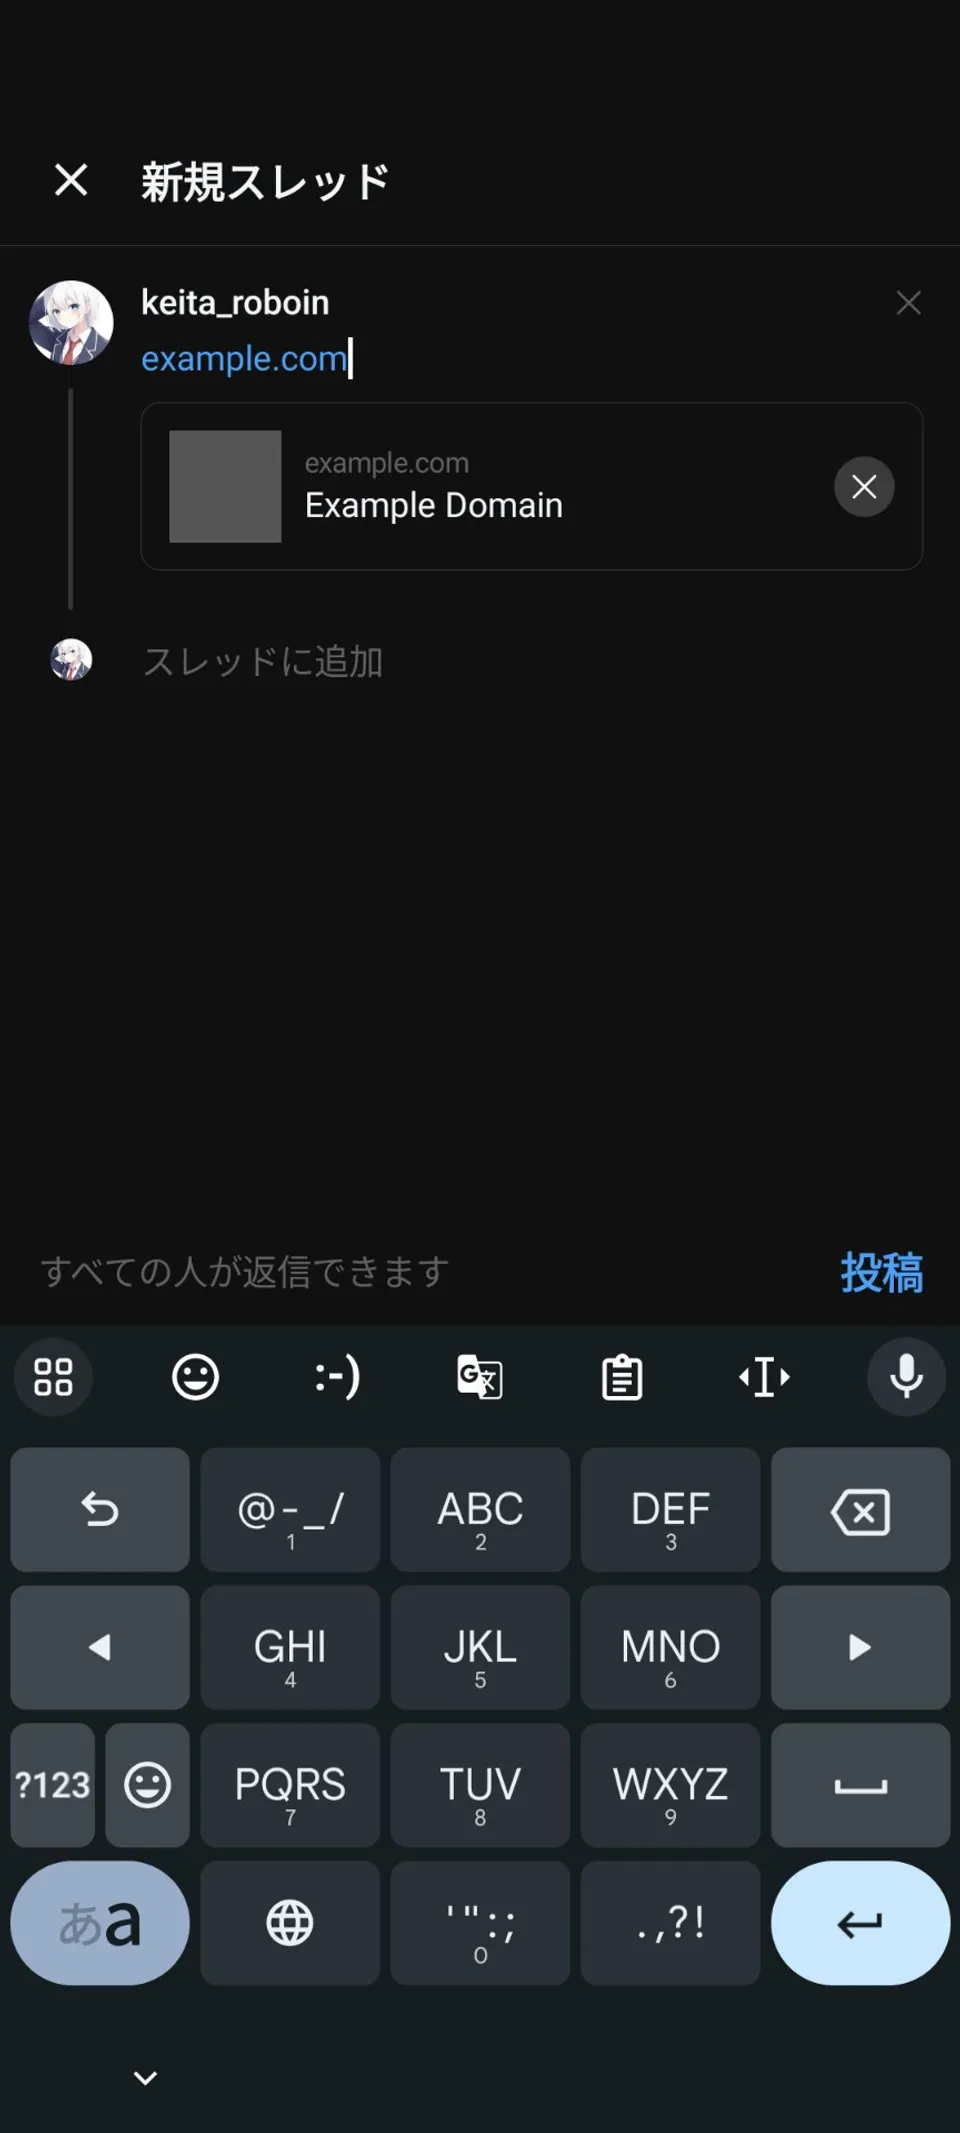 新規スレッド
keita_roboin
example.com
example.com
Example Domain
スレッドに追加
すべての人が返信できます
投稿
:-)
G文
@-_/
1
ABC
2
DEF
3
GHI
4
JKL
5
MNO
6
?123
PQRS
7
TUV
8
WXYZ
9
あa
'":;
0
.,?!